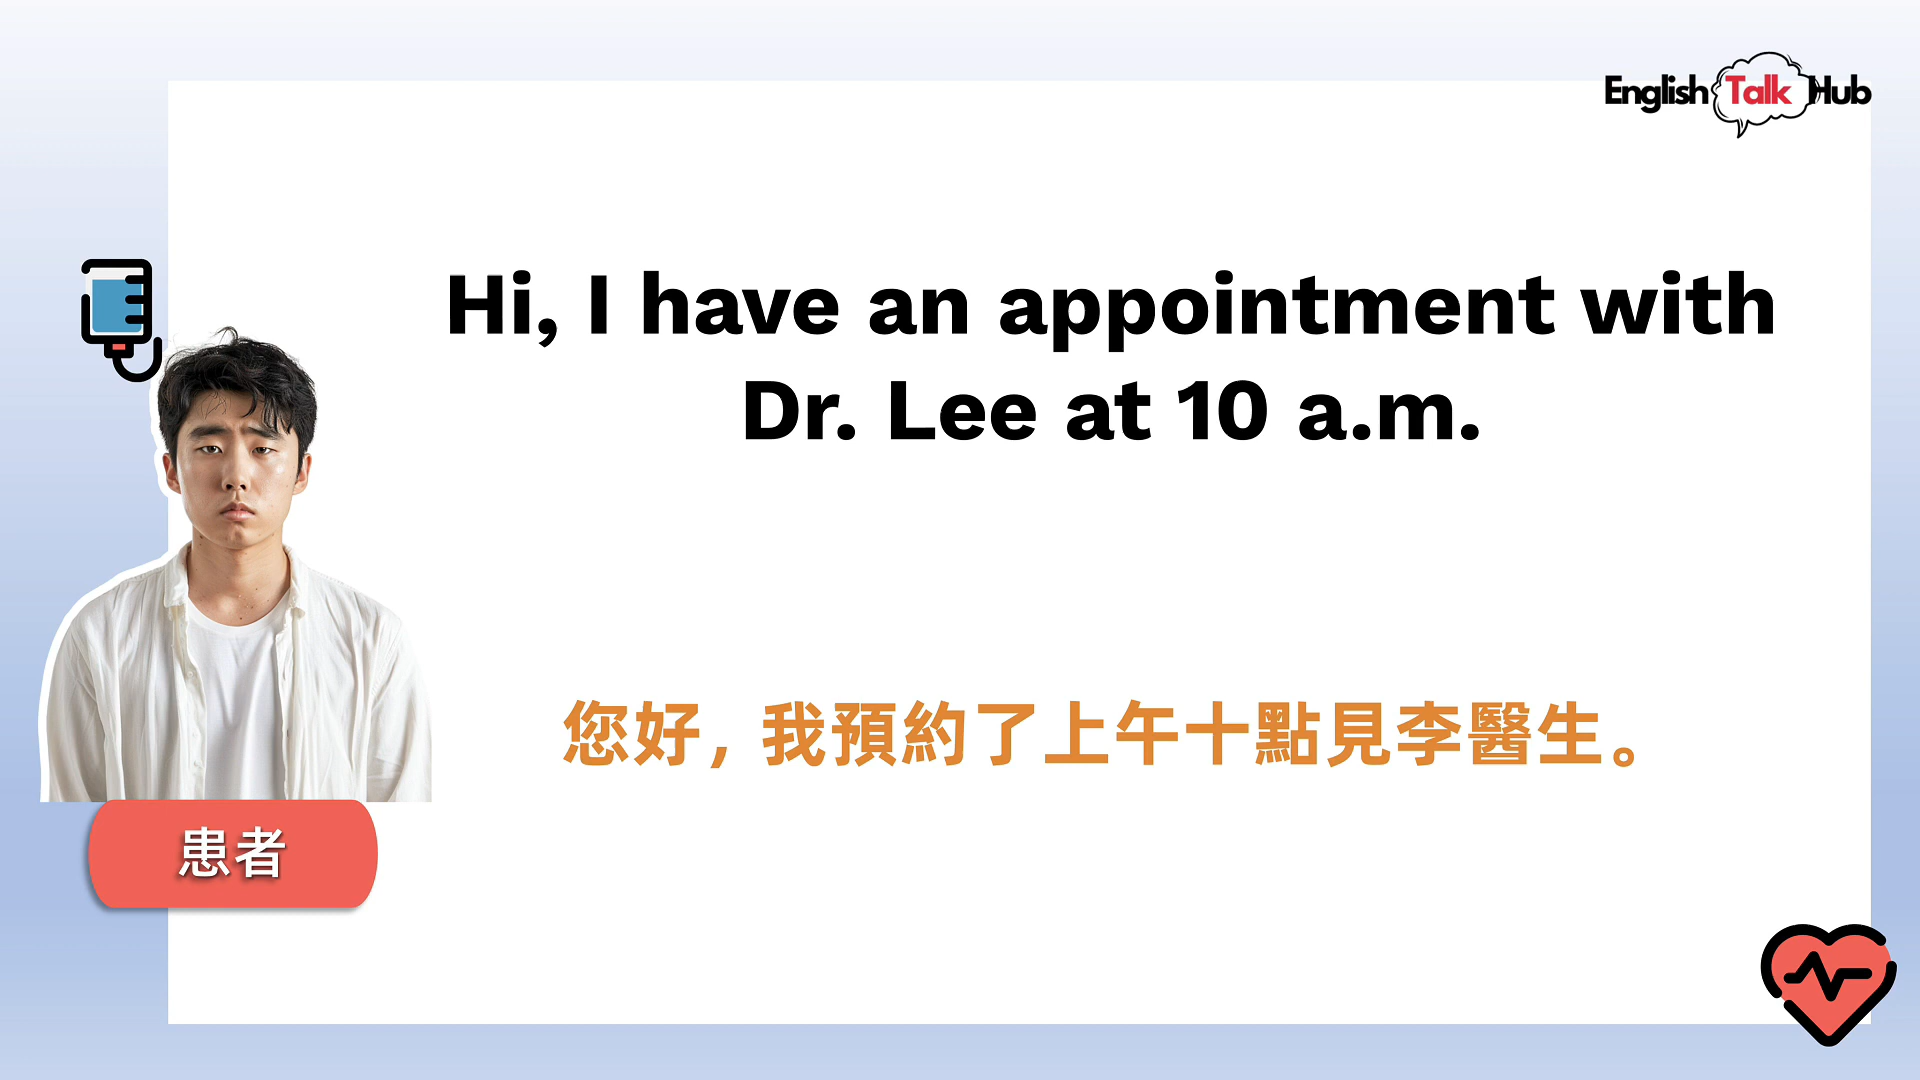 English Talk Hub
Hi, I have an appointment with
Dr. Lee at 10 a.m.
您好, 我預約了上午十點見李醫生。
患者